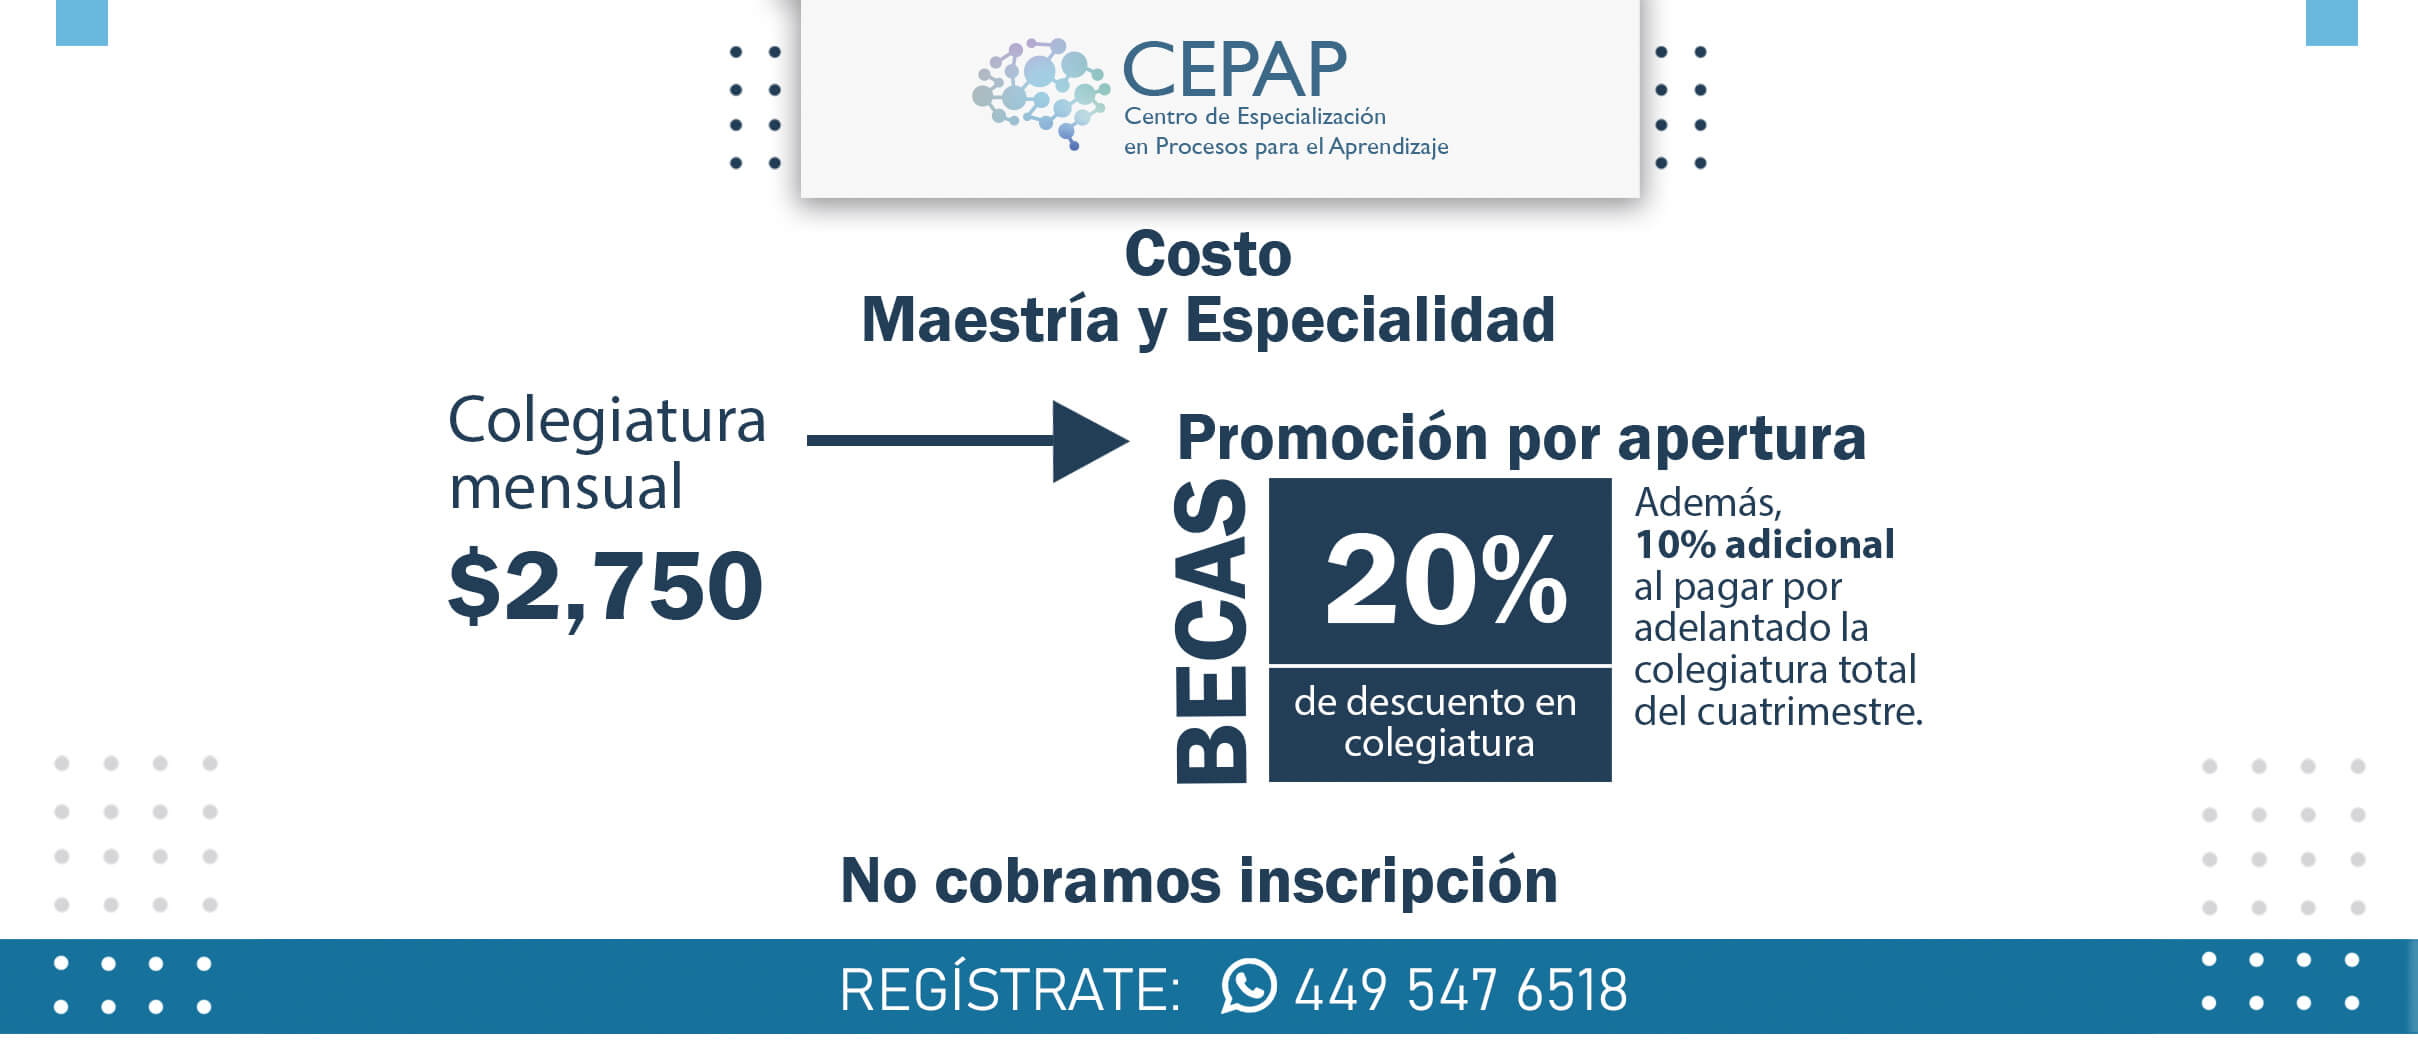 CEPAP
Centro de Especialización
en Procesos para el Aprendizaje
Costo
Maestría y Especialidad
Colegiatura
mensual
$2,750
Promoción por apertura
BECAS
20%
de descuento en
colegiatura
Además,
10% adicional
al pagar por
adelantado la
colegiatura total
del cuatrimestre.
No cobramos inscripción
REGÍSTRATE: 449 547 6518